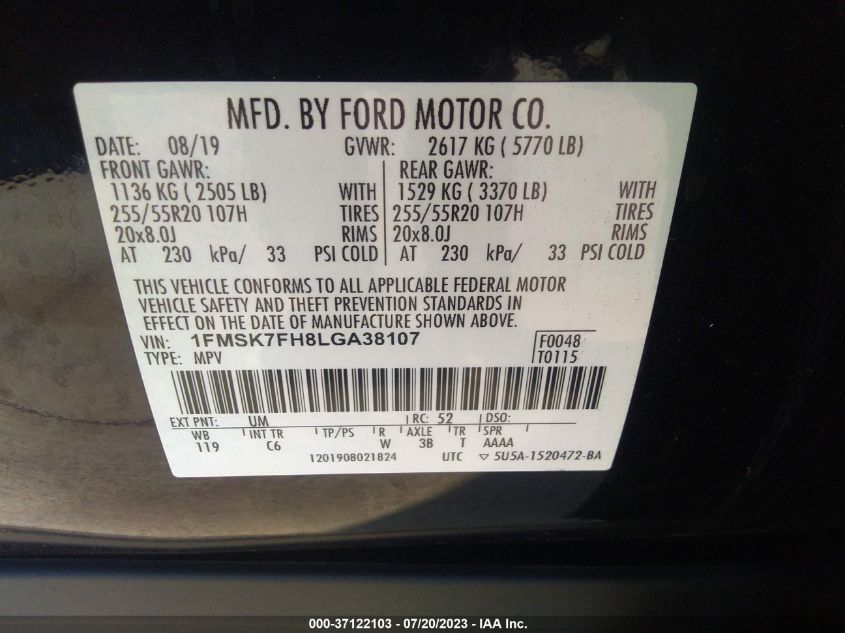 MFD. BY FORD MOTOR CO.
DATE: 08/19 GVWR: 2617 KG ( 5770 LB)
FRONT GAWR: REAR GAWR:
1136 KG ( 2505 LB) WITH 1529 KG ( 3370 LB) WITH
255/55R20 107H TIRES 255/55R20 107H TIRES
20x8.0J RIMS 20x8.0J RIMS
AT 230 kPa/ 33 PSI COLD AT 230 kPa/ 33 PSI COLD
THIS VEHICLE CONFORMS TO ALL APPLICABLE FEDERAL MOTOR
VEHICLE SAFETY AND THEFT PREVENTION STANDARDS IN
EFFECT ON THE DATE OF MANUFACTURE SHOWN ABOVE.
VIN: 1FMSK7FH8LGA38107 F0048
TYPE: MPV T0115
EXT PNT: UM RC: 52 DSO:
WB INT TR TP/PS R AXLE TR SPR
119 C6 W 3B T AAAA
1201908021824 UTC ▽ 5U5A-1520472-BA
000-37122103 - 07/20/2023 - IAA Inc.